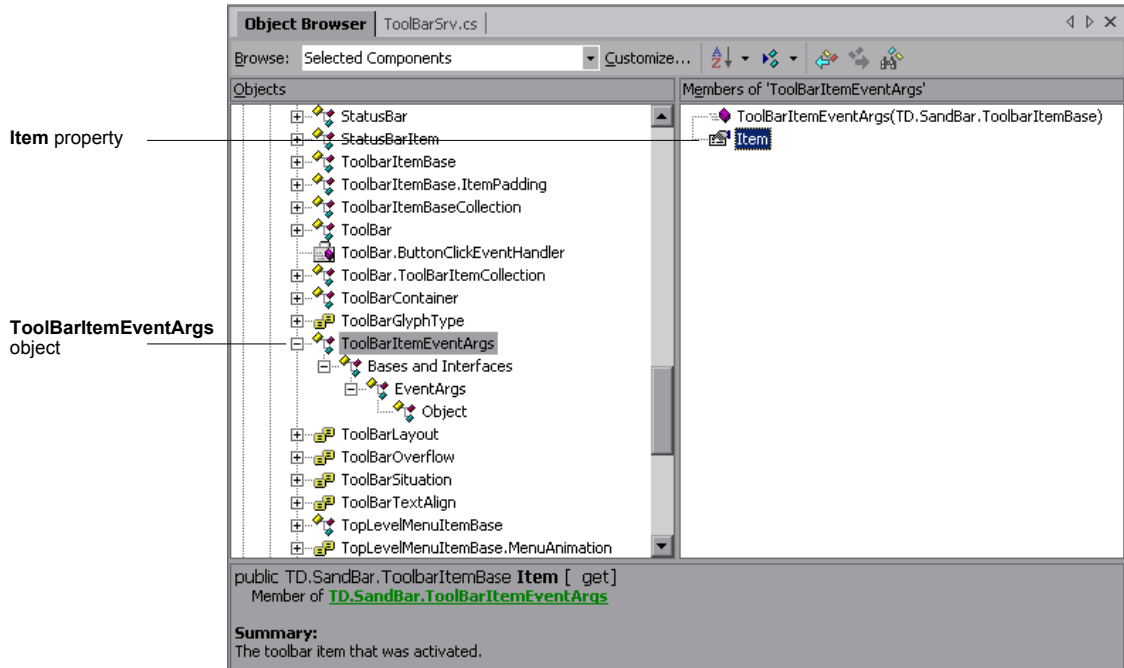 Object Browser ToolBarSrv.cs
Browse: Selected Components Customize...
Objects
Members of 'ToolBarItemEventArgs'
StatusBar
StatusBarItem
ToolbarItemBase
ToolbarItemBase.ItemPadding
ToolbarItemBaseCollection
ToolBar
ToolBar.ButtonClickEventHandler
ToolBar.ToolBarItemCollection
ToolBarContainer
ToolBarGlyphType
ToolBarItemEventArgs
Bases and Interfaces
EventArgs
Object
ToolBarLayout
ToolBarOverflow
ToolBarSituation
ToolBarTextAlign
TopLevelMenuItemBase
TopLevelMenuItemBase.MenuAnimation
ToolBarItemEventArgs(TD.SandBar.ToolbarItemBase)
Item
Item property
ToolBarItemEventArgs
object
public TD.SandBar.ToolbarItemBase Item [ get]
Member of TD.SandBar.ToolBarItemEventArgs
Summary:
The toolbar item that was activated.